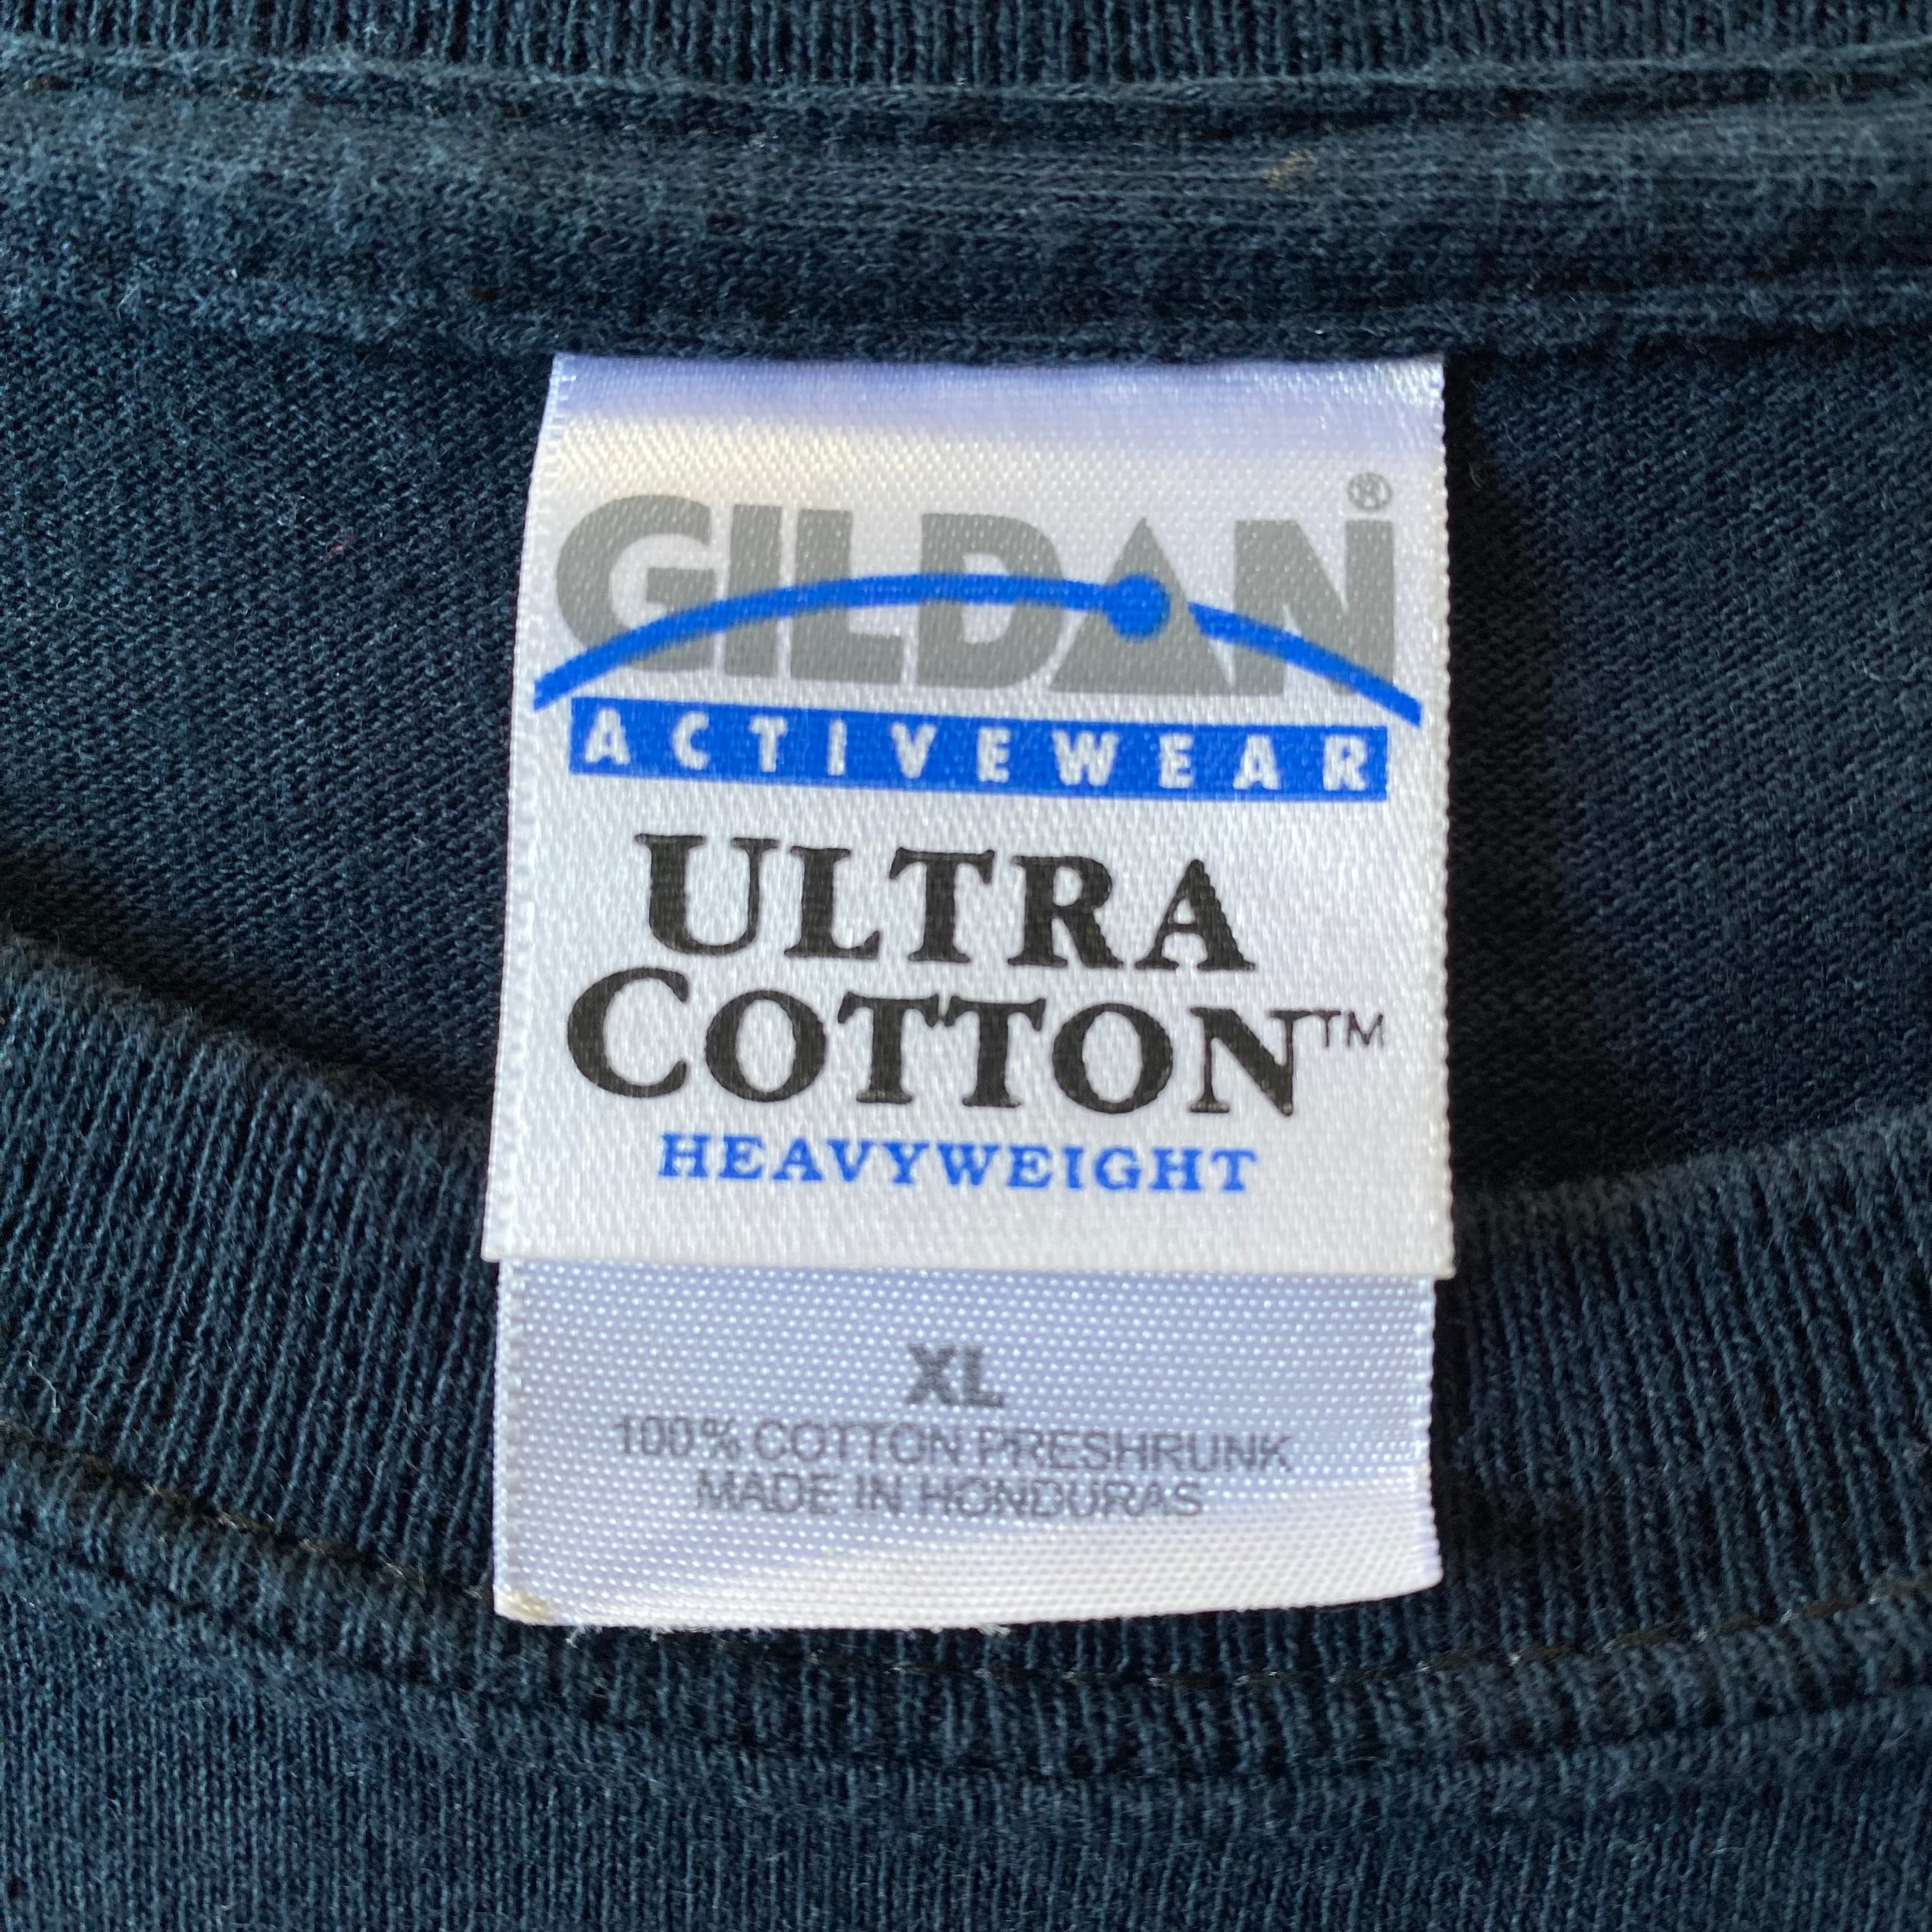 GILDAN®
ACTIVEWEAR
ULTRA
COTTON™
HEAVYWEIGHT
XL
100% COTTON PRESHRUNK
MADE IN HONDURAS